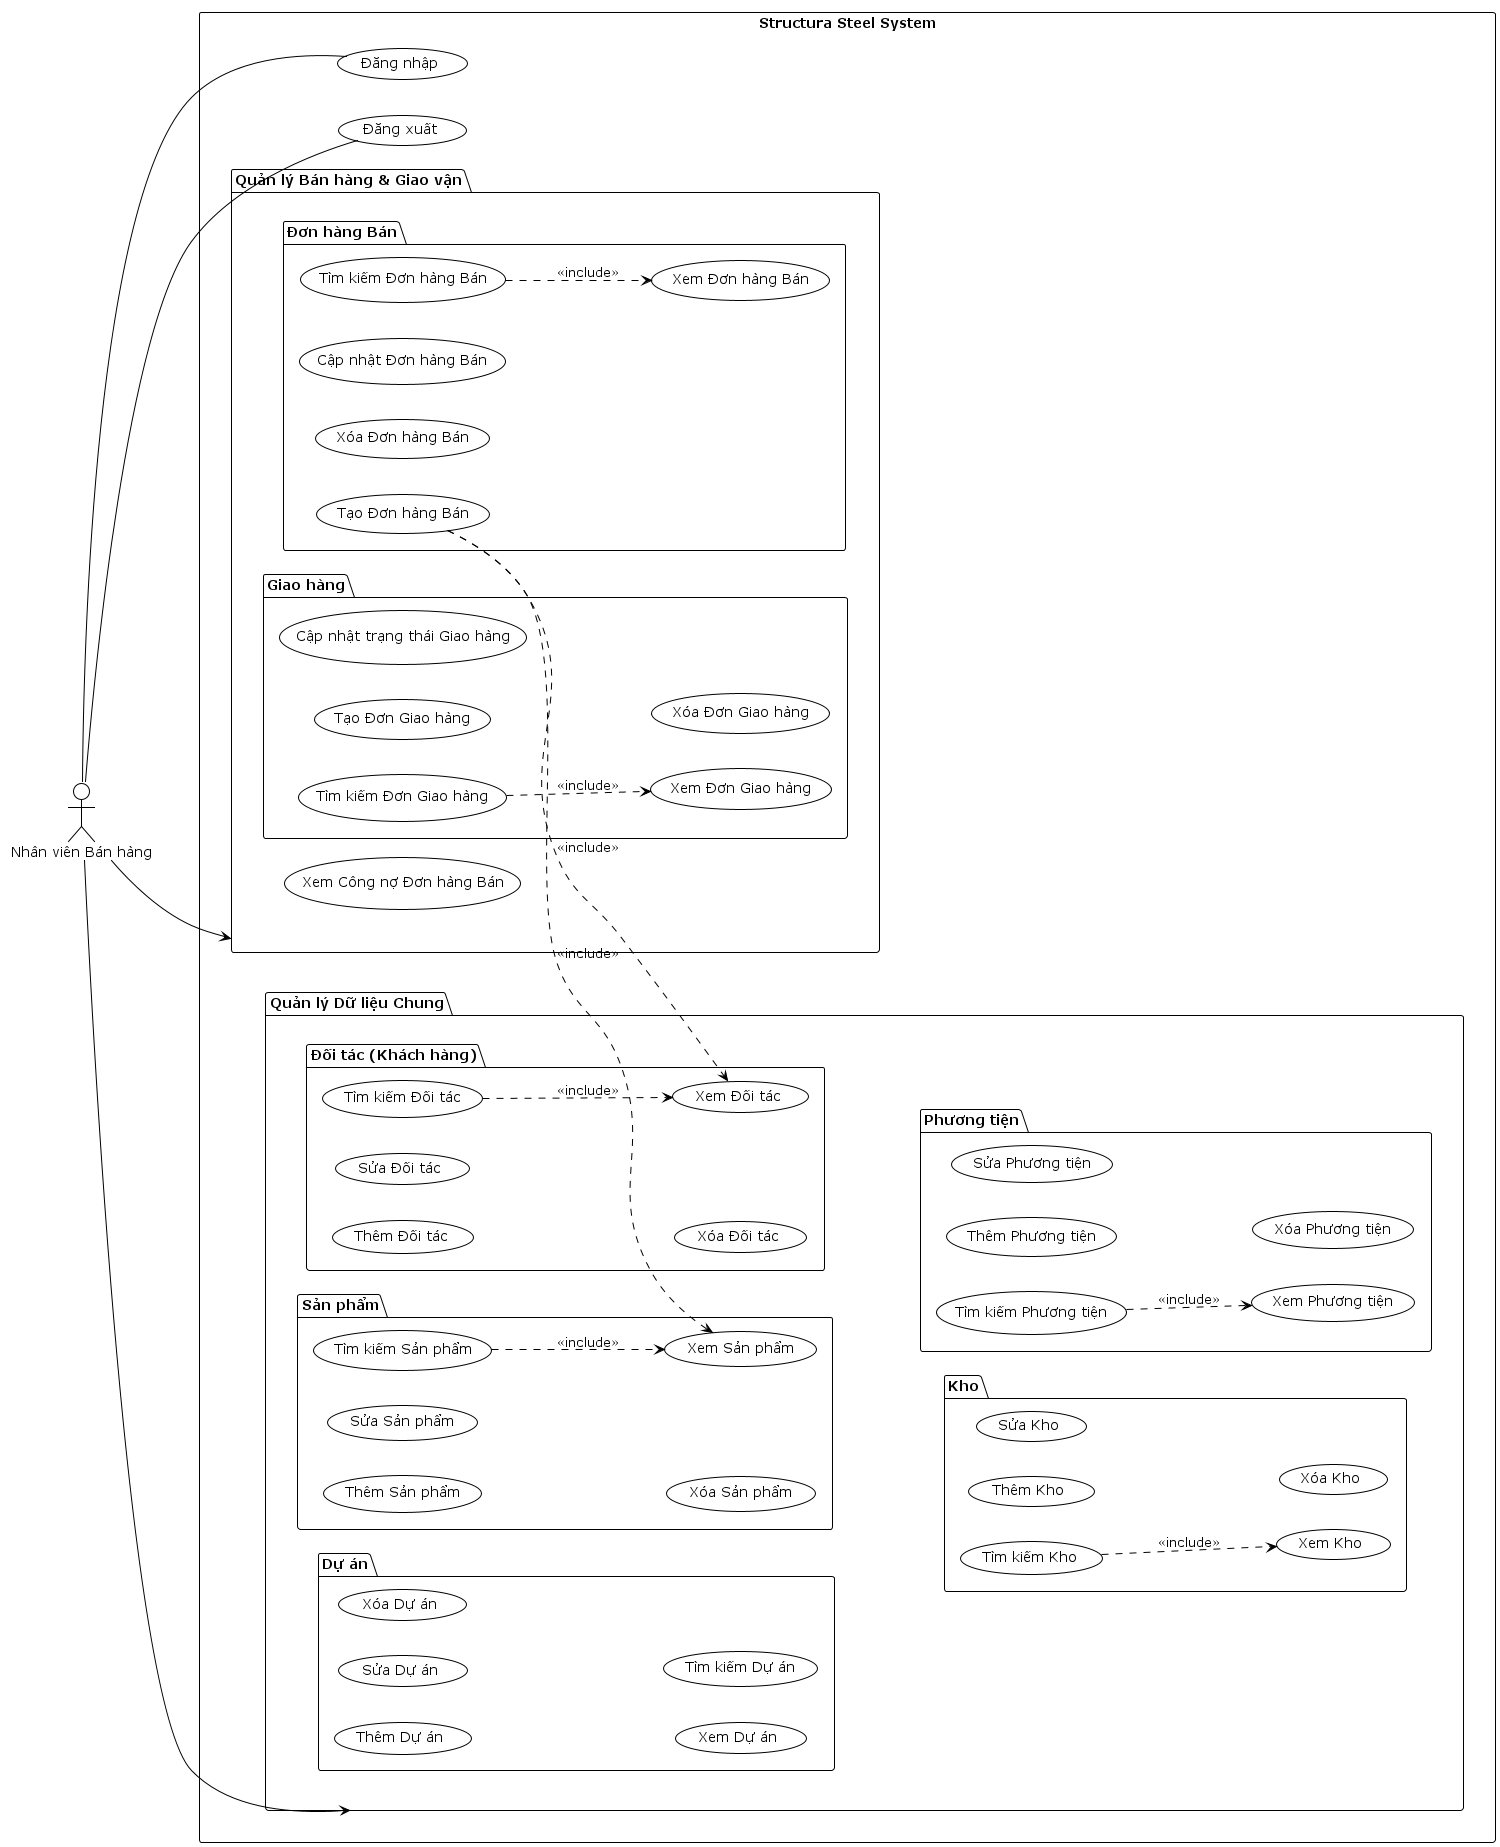 Structura Steel System
Đăng nhập
Đăng xuất
Quản lý Bán hàng & Giao vận
Đơn hàng Bán
Tìm kiếm Đơn hàng Bán
«include»
Xem Đơn hàng Bán
Cập nhật Đơn hàng Bán
Xóa Đơn hàng Bán
Tạo Đơn hàng Bán
Giao hàng
Cập nhật trạng thái Giao hàng
Tạo Đơn Giao hàng
Xóa Đơn Giao hàng
Tìm kiếm Đơn Giao hàng
«include»
Xem Đơn Giao hàng
Nhân viên Bán hàng
«include»
Xem Công nợ Đơn hàng Bán
«include»
Quản lý Dữ liệu Chung
Đối tác (Khách hàng)
Tìm kiếm Đối tác
«include»
Xem Đối tác
Sửa Đối tác
Thêm Đối tác
Xóa Đối tác
Phương tiện
Sửa Phương tiện
Thêm Phương tiện
Xóa Phương tiện
Tìm kiếm Phương tiện
«include»
Xem Phương tiện
Sản phẩm
Tìm kiếm Sản phẩm
«include»
Xem Sản phẩm
Sửa Sản phẩm
Thêm Sản phẩm
Xóa Sản phẩm
Kho
Sửa Kho
Thêm Kho
Xóa Kho
Tìm kiếm Kho
«include»
Xem Kho
Dự án
Xóa Dự án
Sửa Dự án
Tìm kiếm Dự án
Thêm Dự án
Xem Dự án